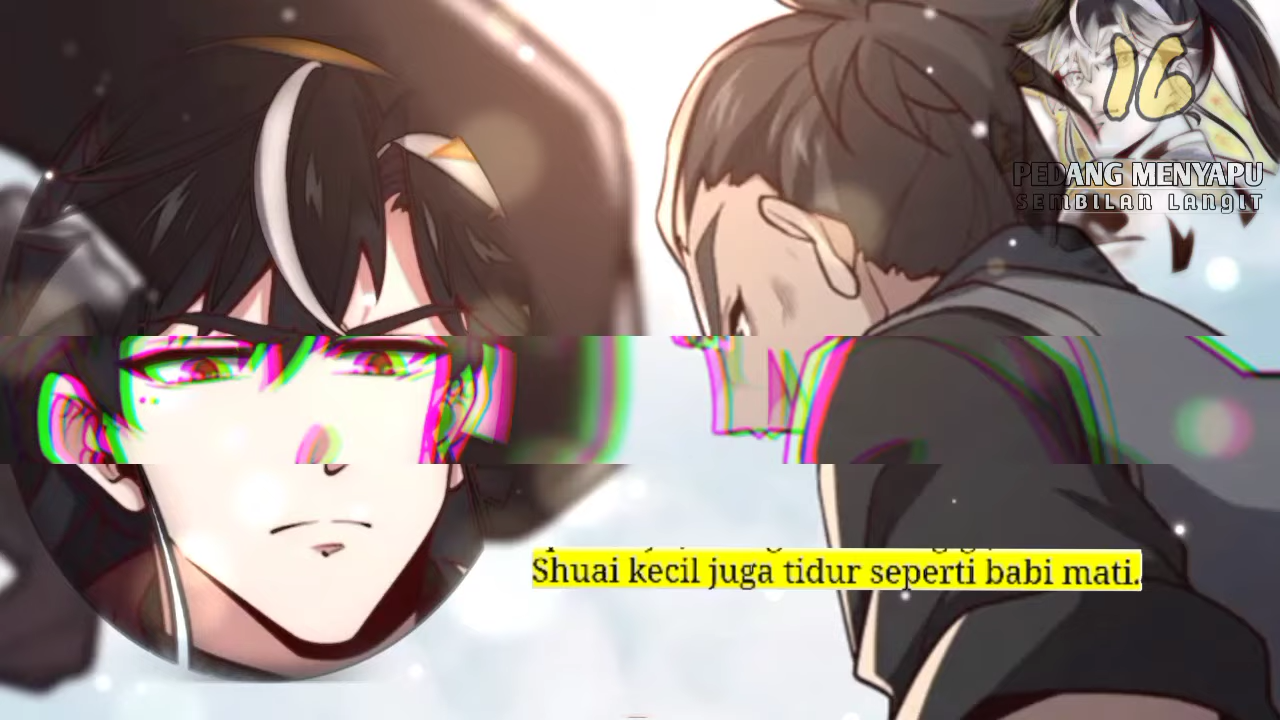 16
PEDANG MENYAPU
SEMBILAN LANGIT
Shuai kecil juga tidur seperti babi mati.